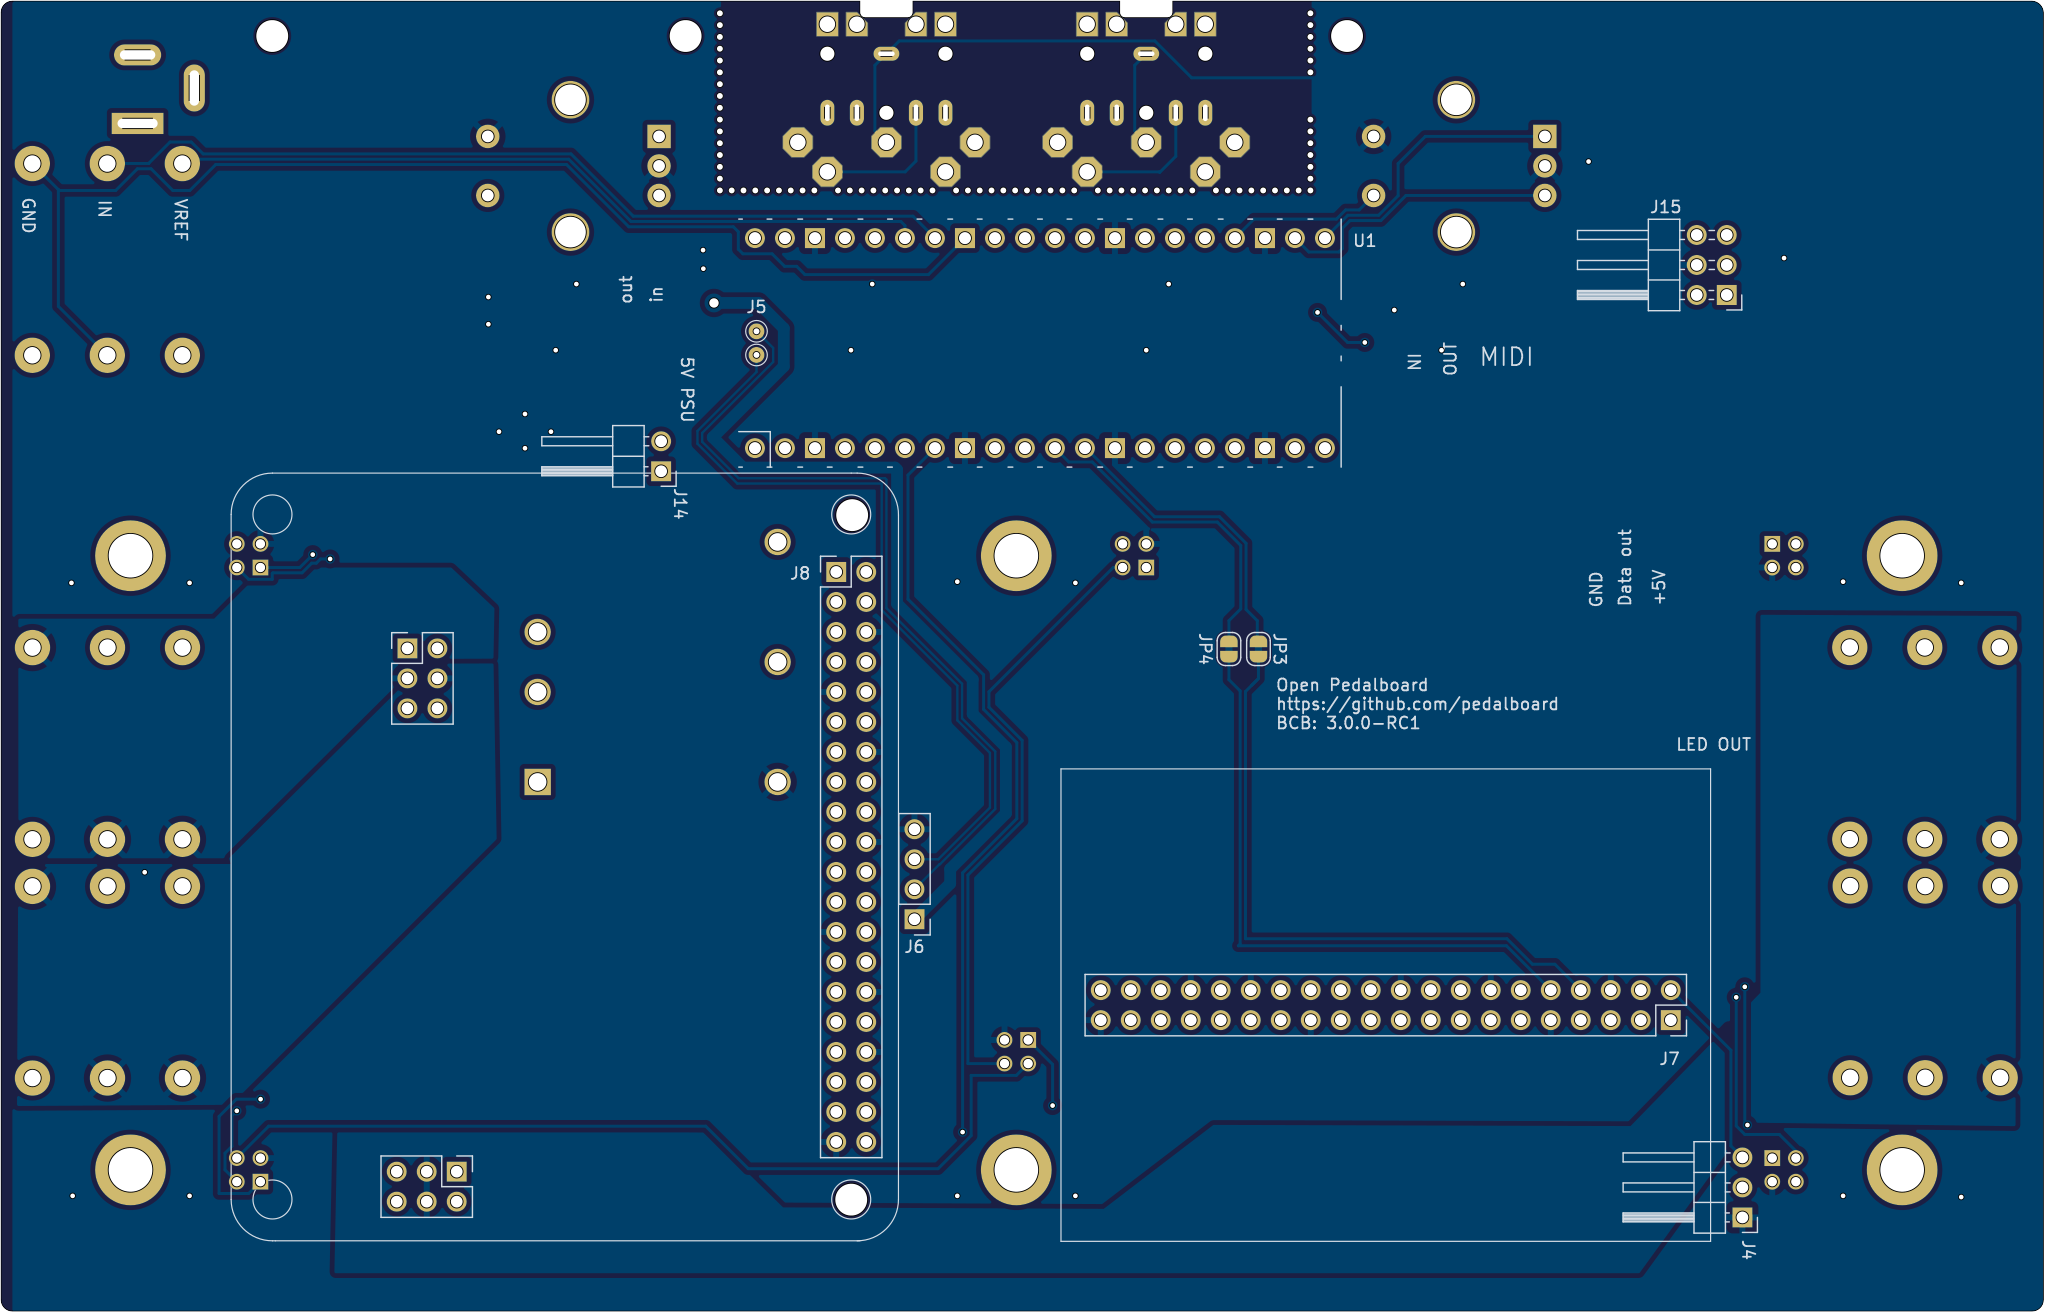 GND
IN
VREF
J15
U1
out
in
J5
5V PSU
IN
OUT
MIDI
J14
J8
GND
Data out
+5V
JP4
JP3
Open Pedalboard
https://github.com/pedalboard
BCB: 3.0.0-RC1
LED OUT
J6
J7
J4